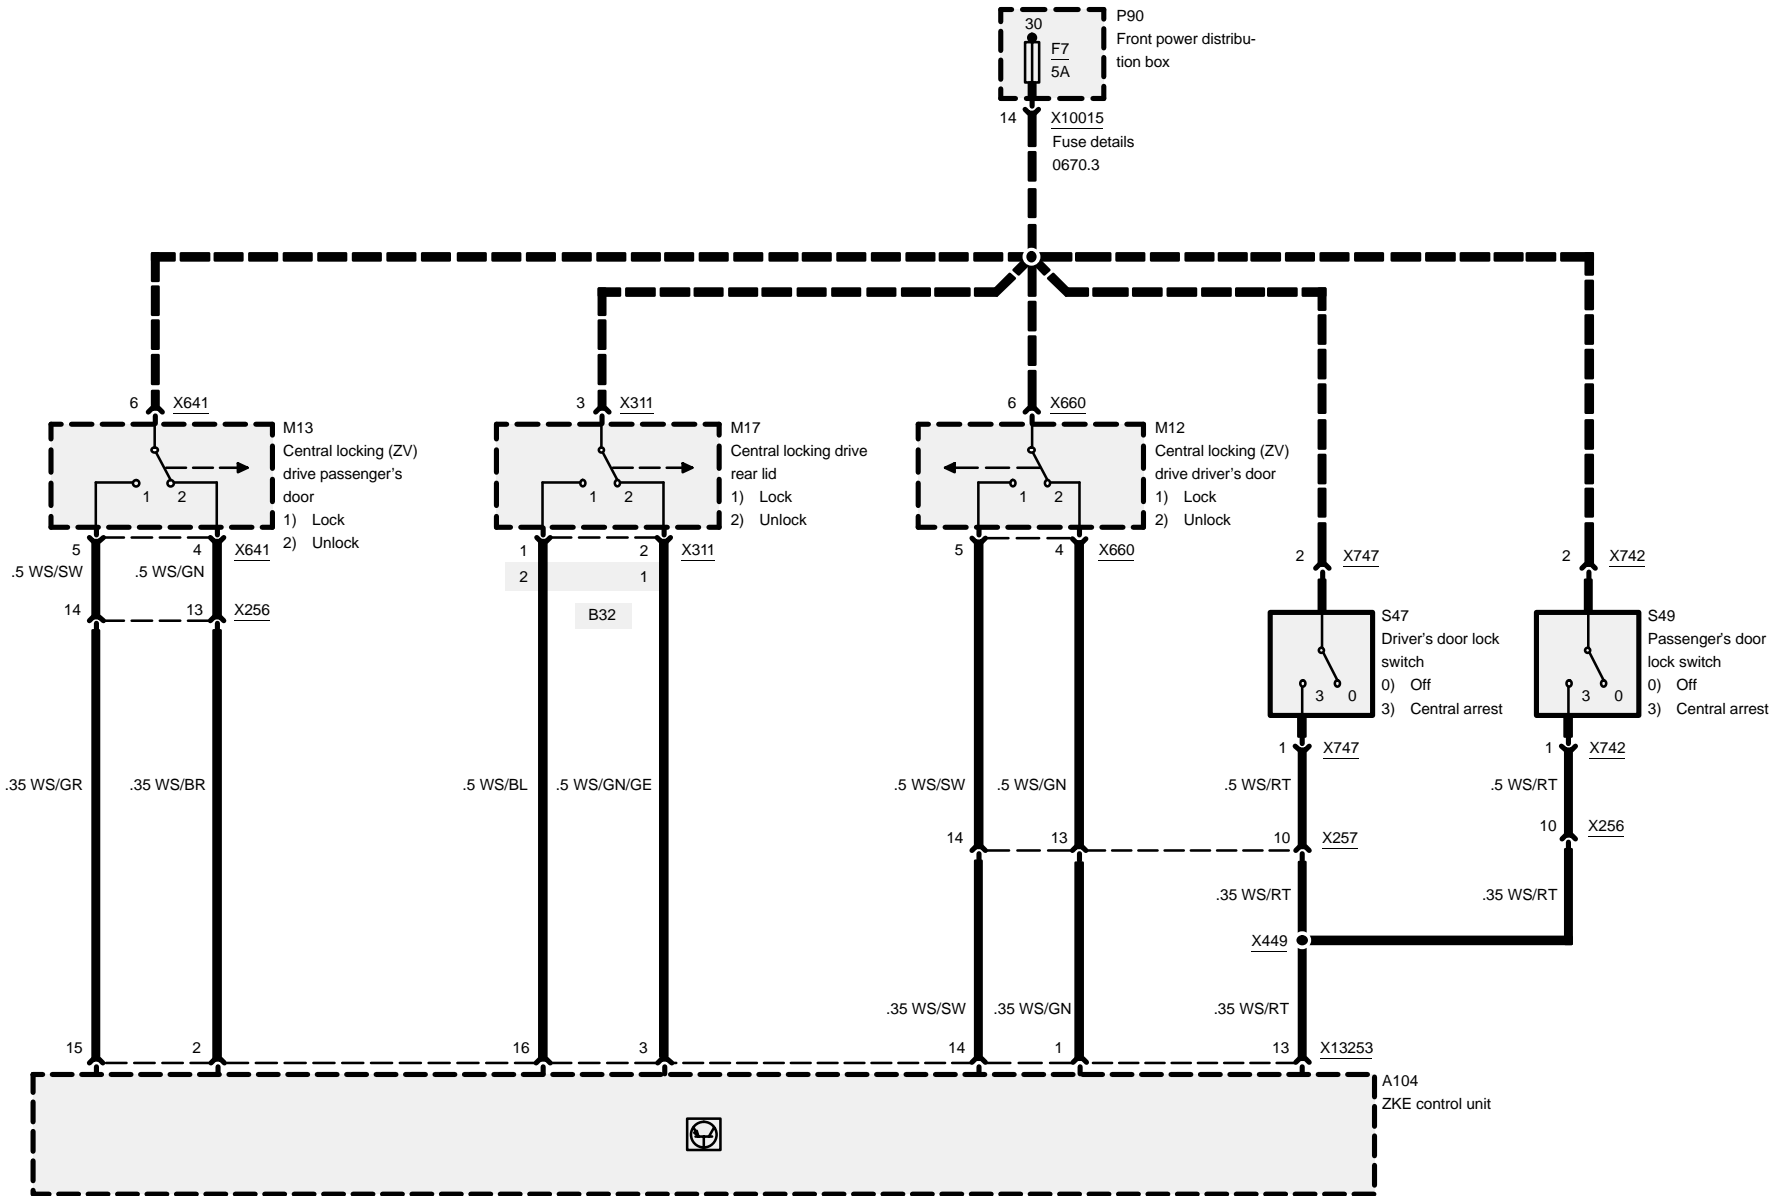 30
P90
Front power distribu-
tion box
F7
5A
14
X10015
Fuse details
0670.3
6
X641
3
X311
6
X660
M13
Central locking (ZV)
drive passenger's
door
1) Lock
2) Unlock
1
2
M17
Central locking drive
rear lid
1) Lock
2) Unlock
1
2
M12
Central locking (ZV)
drive driver's door
1) Lock
2) Unlock
1
2
5
4
X641
1
2
X311
5
4
X660
2
X747
2
X742
.5 WS/SW
.5 WS/GN
2
1
14
13
X256
B32
S47
Driver's door lock
switch
0) Off
3) Central arrest
3
0
S49
Passenger's door
lock switch
0) Off
3) Central arrest
3
0
1
X747
1
X742
.35 WS/GR
.35 WS/BR
.5 WS/BL
.5 WS/GN/GE
.5 WS/SW
.5 WS/GN
.5 WS/RT
.5 WS/RT
14
13
10
X257
10
X256
.35 WS/RT
.35 WS/RT
X449
.35 WS/SW
.35 WS/GN
.35 WS/RT
15
2
16
3
14
1
13
X13253
A104
ZKE control unit